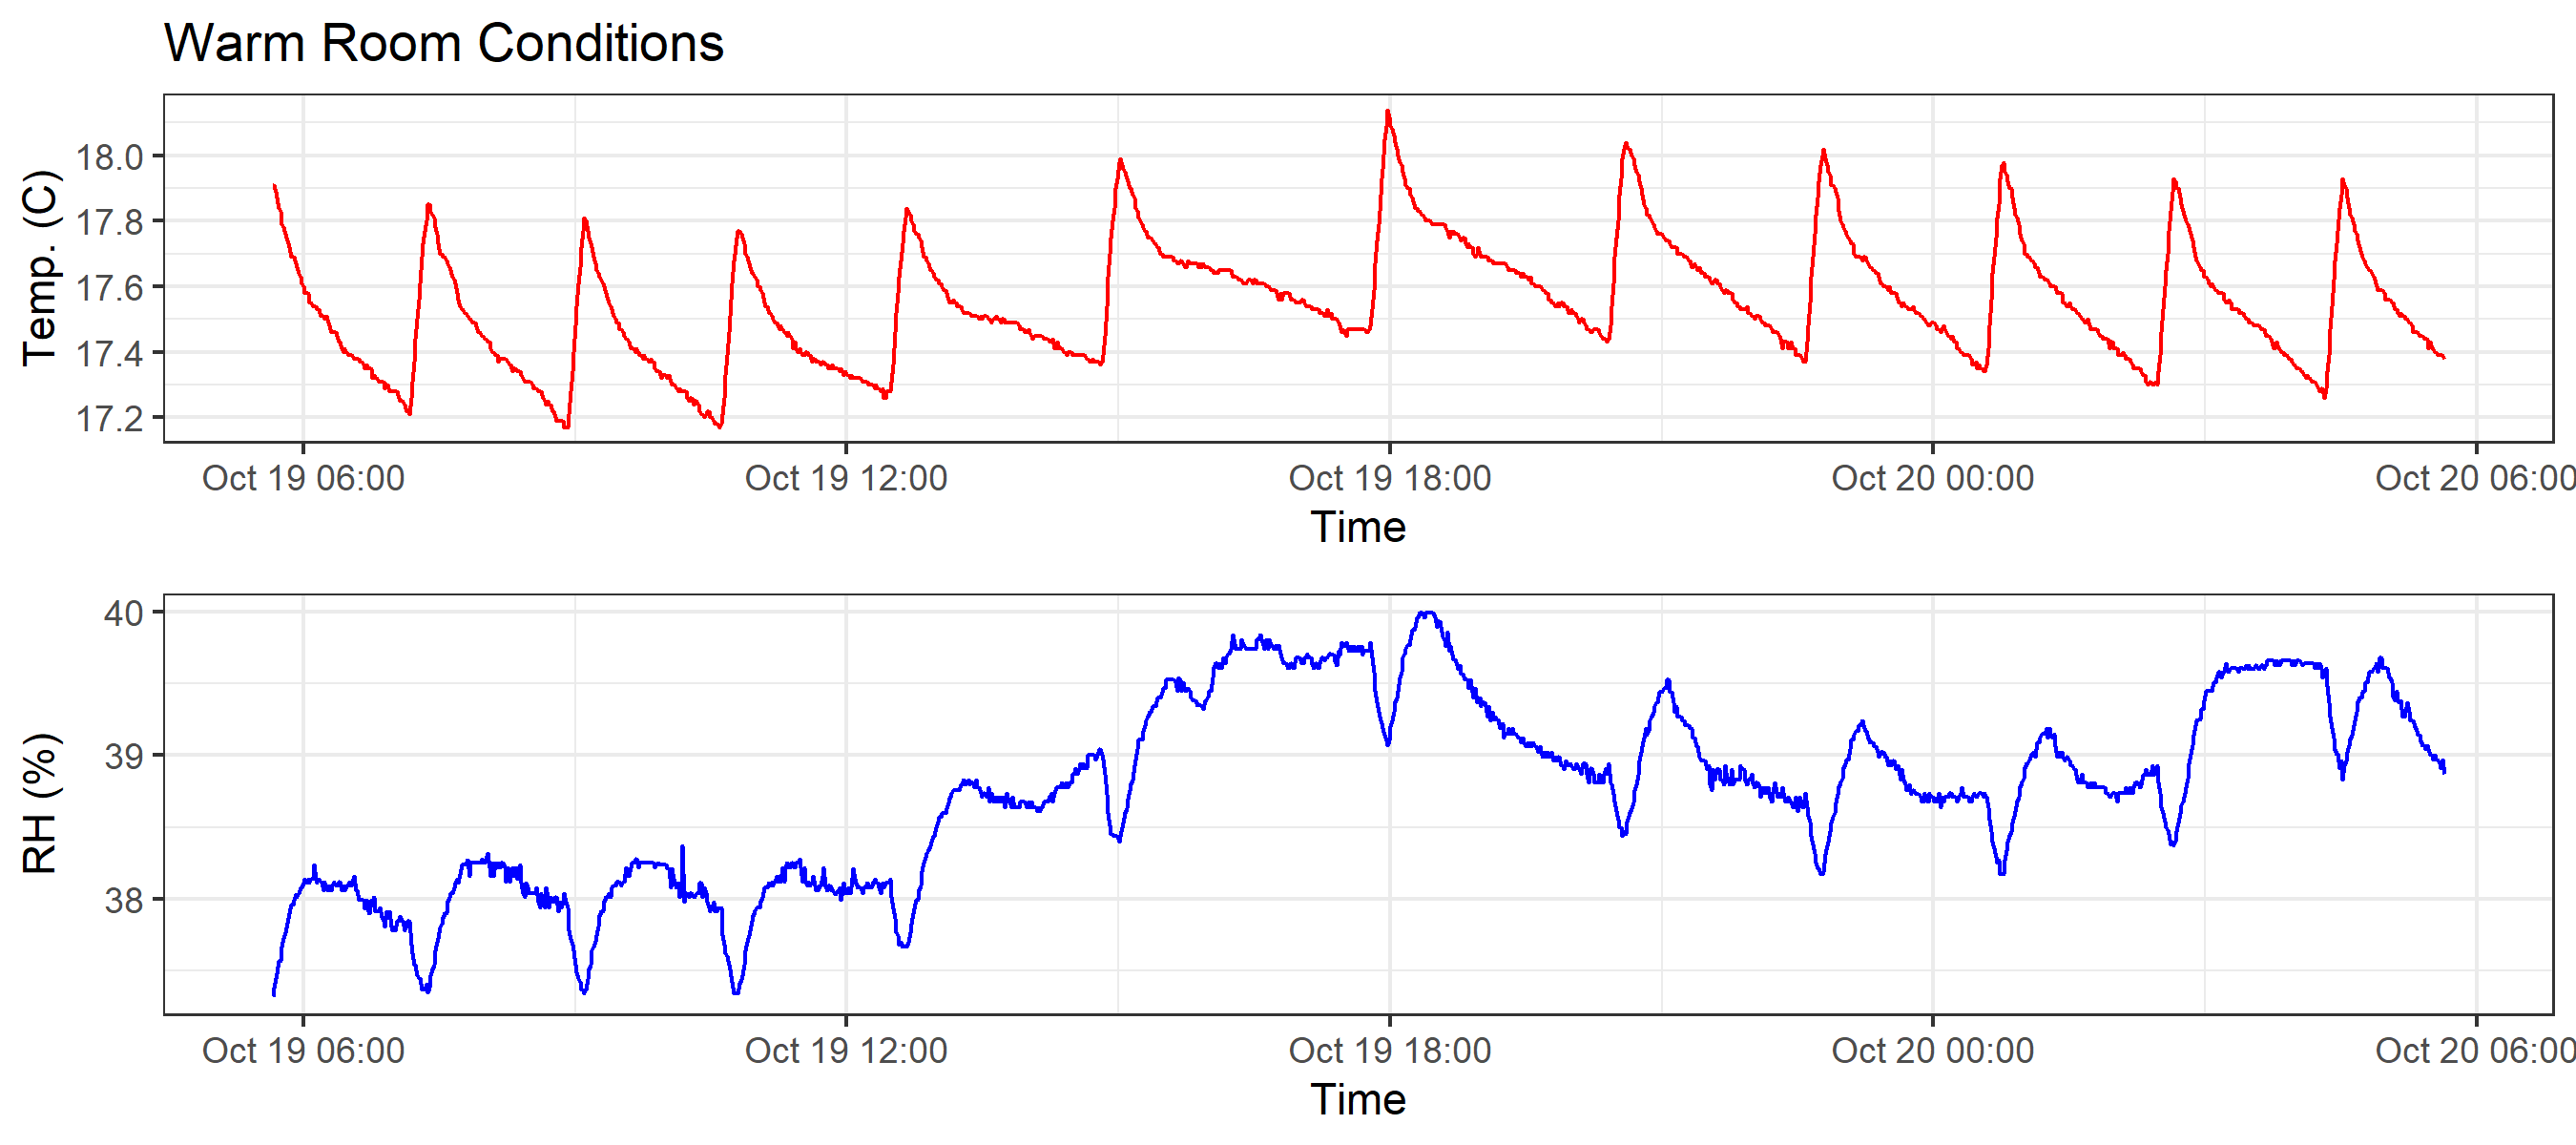 Warm Room Conditions
Temp. (C)
18.0
17.8
17.6
17.4
17.2
Oct 19 06:00 Oct 19 12:00 Oct 19 18:00 Oct 20 00:00 Oct 20 06:00
Time
RH (%)
40
39
38
Oct 19 06:00 Oct 19 12:00 Oct 19 18:00 Oct 20 00:00 Oct 20 06:00
Time